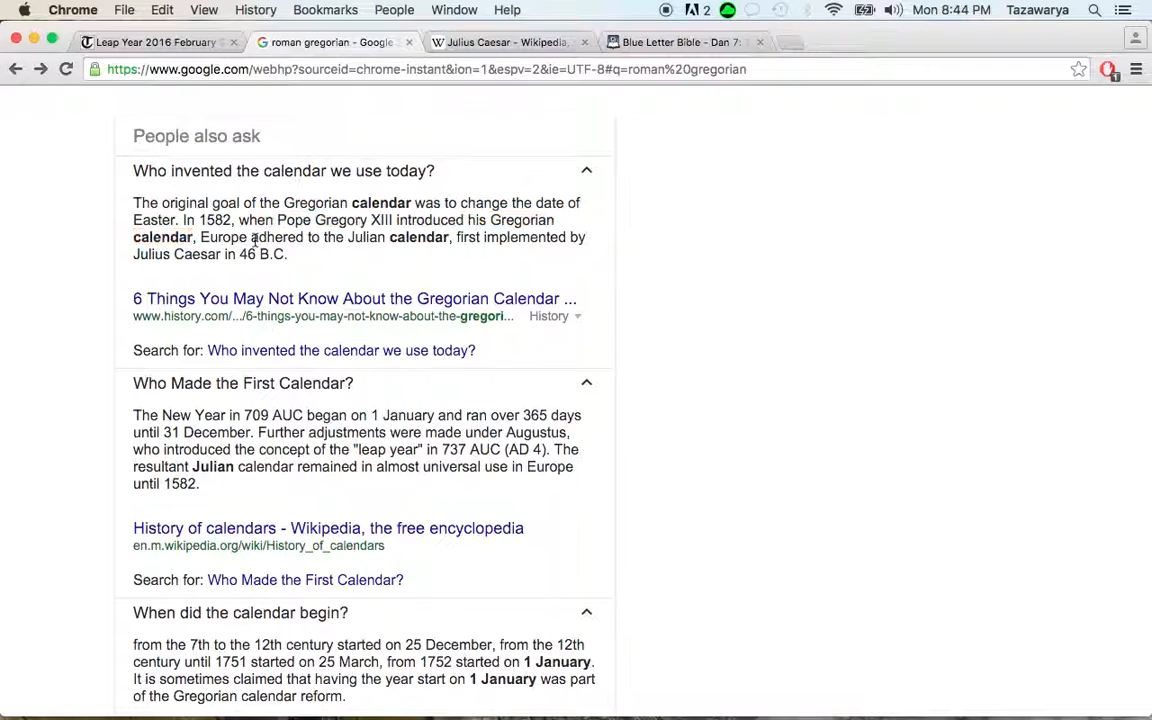 Chrome File Edit View History Bookmarks People Window Help 2 Mon 8:44 PM Tazawarya
Leap Year 2016 February roman gregorian - Google Julius Caesar - Wikipedia, Blue Letter Bible - Dan 7:
https://www.google.com/webhp?sourceid=chrome-instant&ion=1&espv=2&ie=UTF-8#q=roman%20gregorian 1
People also ask
Who invented the calendar we use today?
The original goal of the Gregorian calendar was to change the date of
Easter. In 1582, when Pope Gregory XIII introduced his Gregorian
calendar, Europe adhered to the Julian calendar, first implemented by
Julius Caesar in 46 B.C.
6 Things You May Not Know About the Gregorian Calendar ...
www.history.com/.../6-things-you-may-not-know-about-the-gregori... History
Search for: Who invented the calendar we use today?
Who Made the First Calendar?
The New Year in 709 AUC began on 1 January and ran over 365 days
until 31 December. Further adjustments were made under Augustus,
who introduced the concept of the "leap year" in 737 AUC (AD 4). The
resultant Julian calendar remained in almost universal use in Europe
until 1582.
History of calendars - Wikipedia, the free encyclopedia
en.m.wikipedia.org/wiki/History_of_calendars
Search for: Who Made the First Calendar?
When did the calendar begin?
from the 7th to the 12th century started on 25 December, from the 12th
century until 1751 started on 25 March, from 1752 started on 1 January.
It is sometimes claimed that having the year start on 1 January was part
of the Gregorian calendar reform.